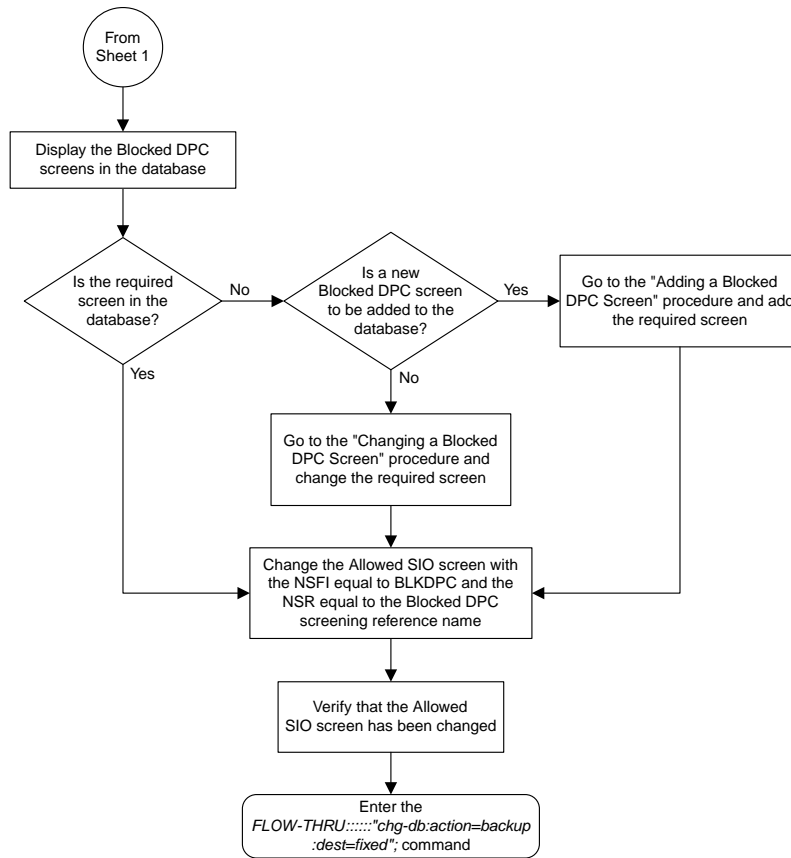 From
Sheet 1
Display the Blocked DPC
screens in the database
Is the required
screen in the
database?
No
Yes
Is a new
Blocked DPC screen
to be added to the
database?
Yes
No
Go to the "Adding a Blocked
DPC Screen" procedure and add
the required screen
Go to the "Changing a Blocked
DPC Screen" procedure and
change the required screen
Change the Allowed SIO screen with
the NSFI equal to BLKDPC and the
NSR equal to the Blocked DPC
screening reference name
Verify that the Allowed
SIO screen has been changed
Enter the
FLOW-THRU::::::"chg-db:action=backup
:dest=fixed"; command